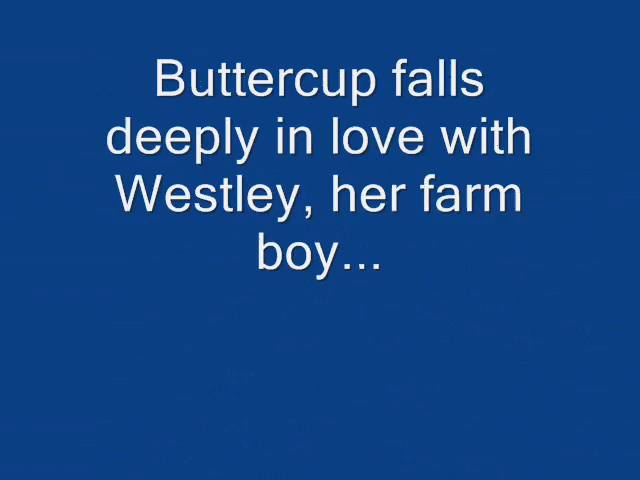 Buttercup falls
deeply in love with
Westley, her farm
boy...